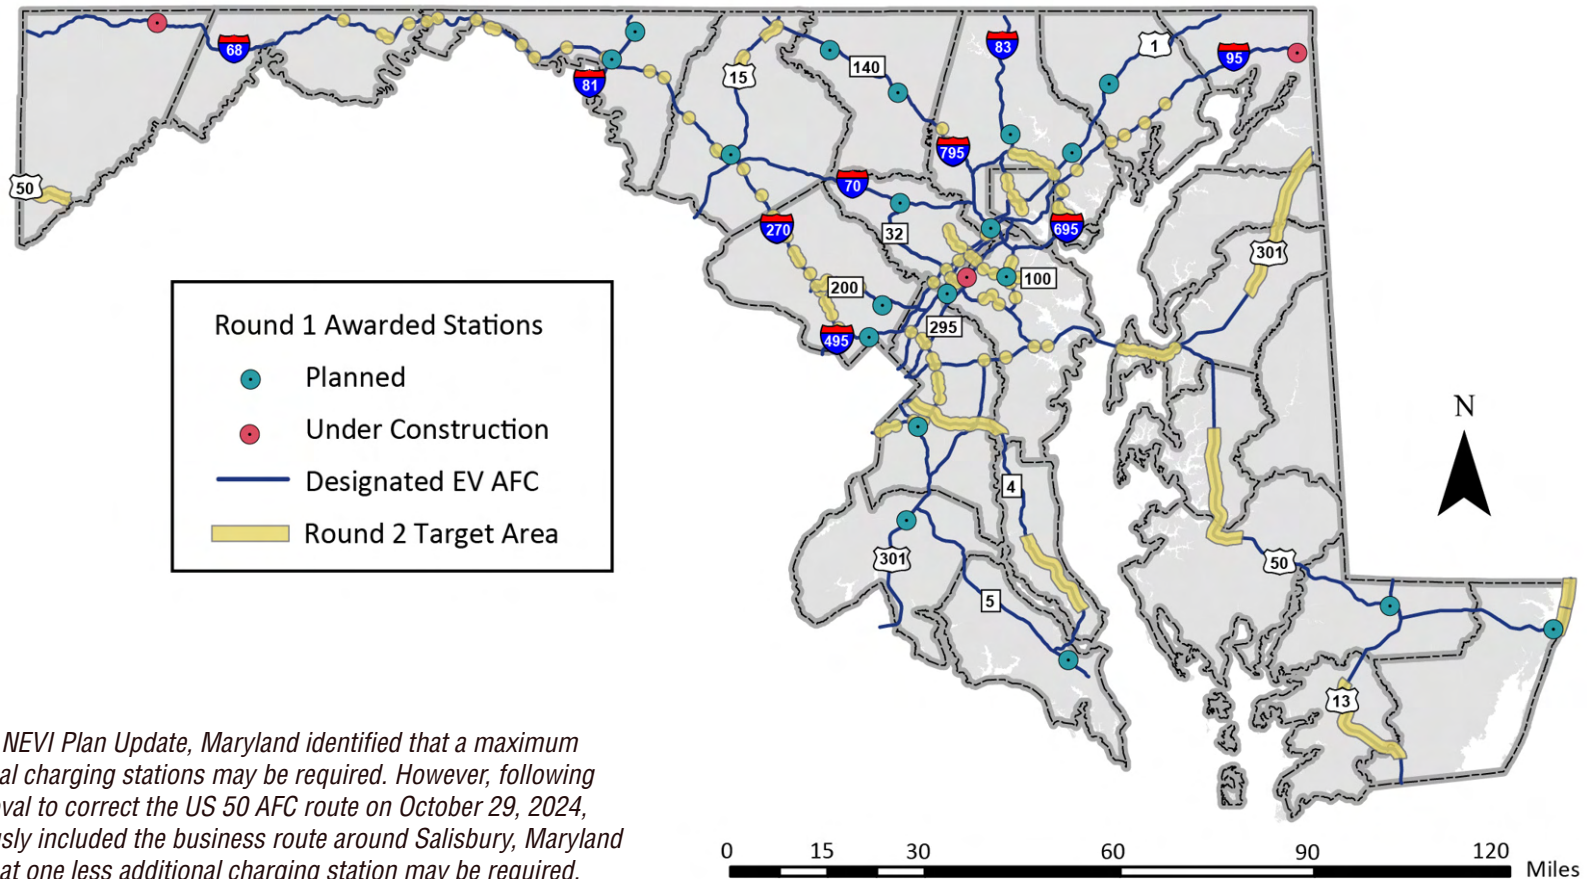 68
81
15
140
83
1
95
795
50
70
32
270
695
301
100
200
295
495
Round 1 Awarded Stations
Planned
Under Construction
Designated EV AFC
Round 2 Target Area
N
4
301
5
50
13
NEVI Plan Update, Maryland identified that a maximum
al charging stations may be required. However, following
oval to correct the US 50 AFC route on October 29, 2024,
usly included the business route around Salisbury, Maryland
at one less additional charging station may be required.
0 15 30 60 90 120 Miles